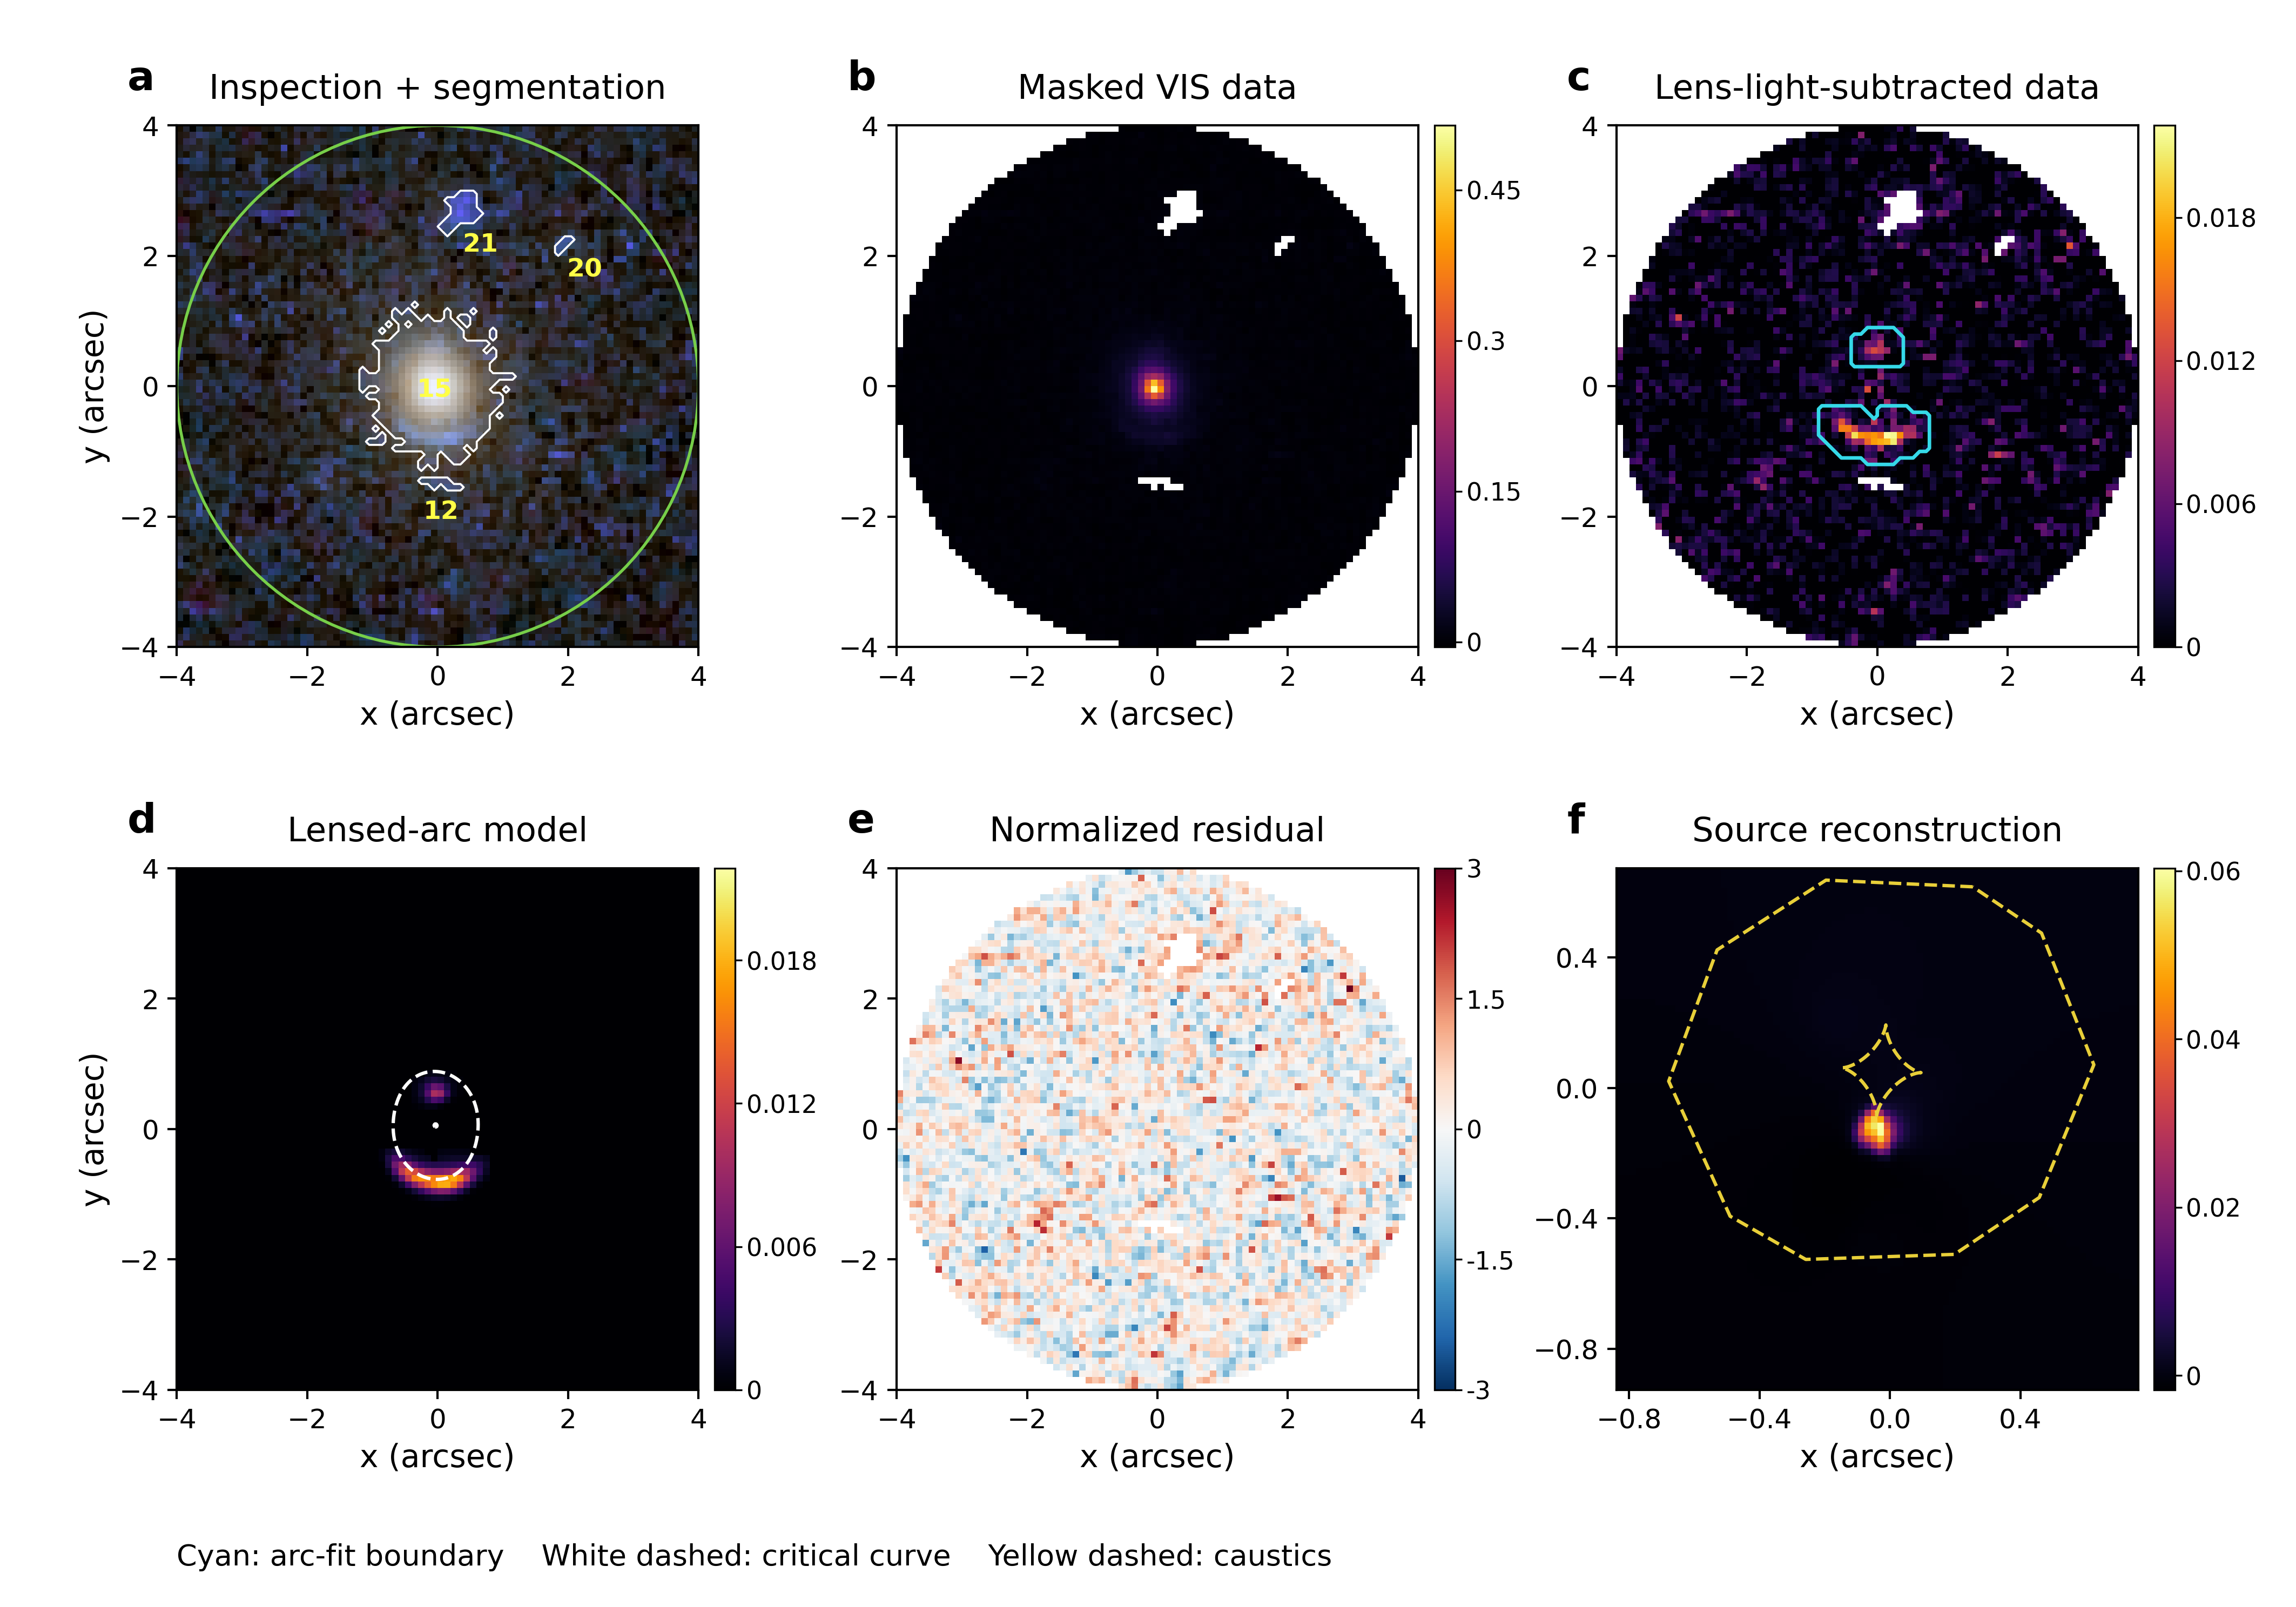 a Inspection + segmentation
4
2
0
−2
−4
−4 −2 0 2 4
x (arcsec)
y (arcsec)
21
20
15
12
b Masked VIS data
4
2
0
−2
−4
−4 −2 0 2 4
x (arcsec)
0.45
0.3
0.15
0
c Lens-light-subtracted data
4
2
0
−2
−4
−4 −2 0 2 4
x (arcsec)
0.018
0.012
0.006
0
d Lensed-arc model
4
2
0
−2
−4
−4 −2 0 2 4
x (arcsec)
y (arcsec)
0.018
0.012
0.006
0
e Normalized residual
4
2
0
−2
−4
−4 −2 0 2 4
x (arcsec)
3
1.5
0
-1.5
-3
f Source reconstruction
0.4
0.0
−0.4
−0.8
−0.8 −0.4 0.0 0.4
x (arcsec)
0.06
0.04
0.02
0
Cyan: arc-fit boundary White dashed: critical curve Yellow dashed: caustics